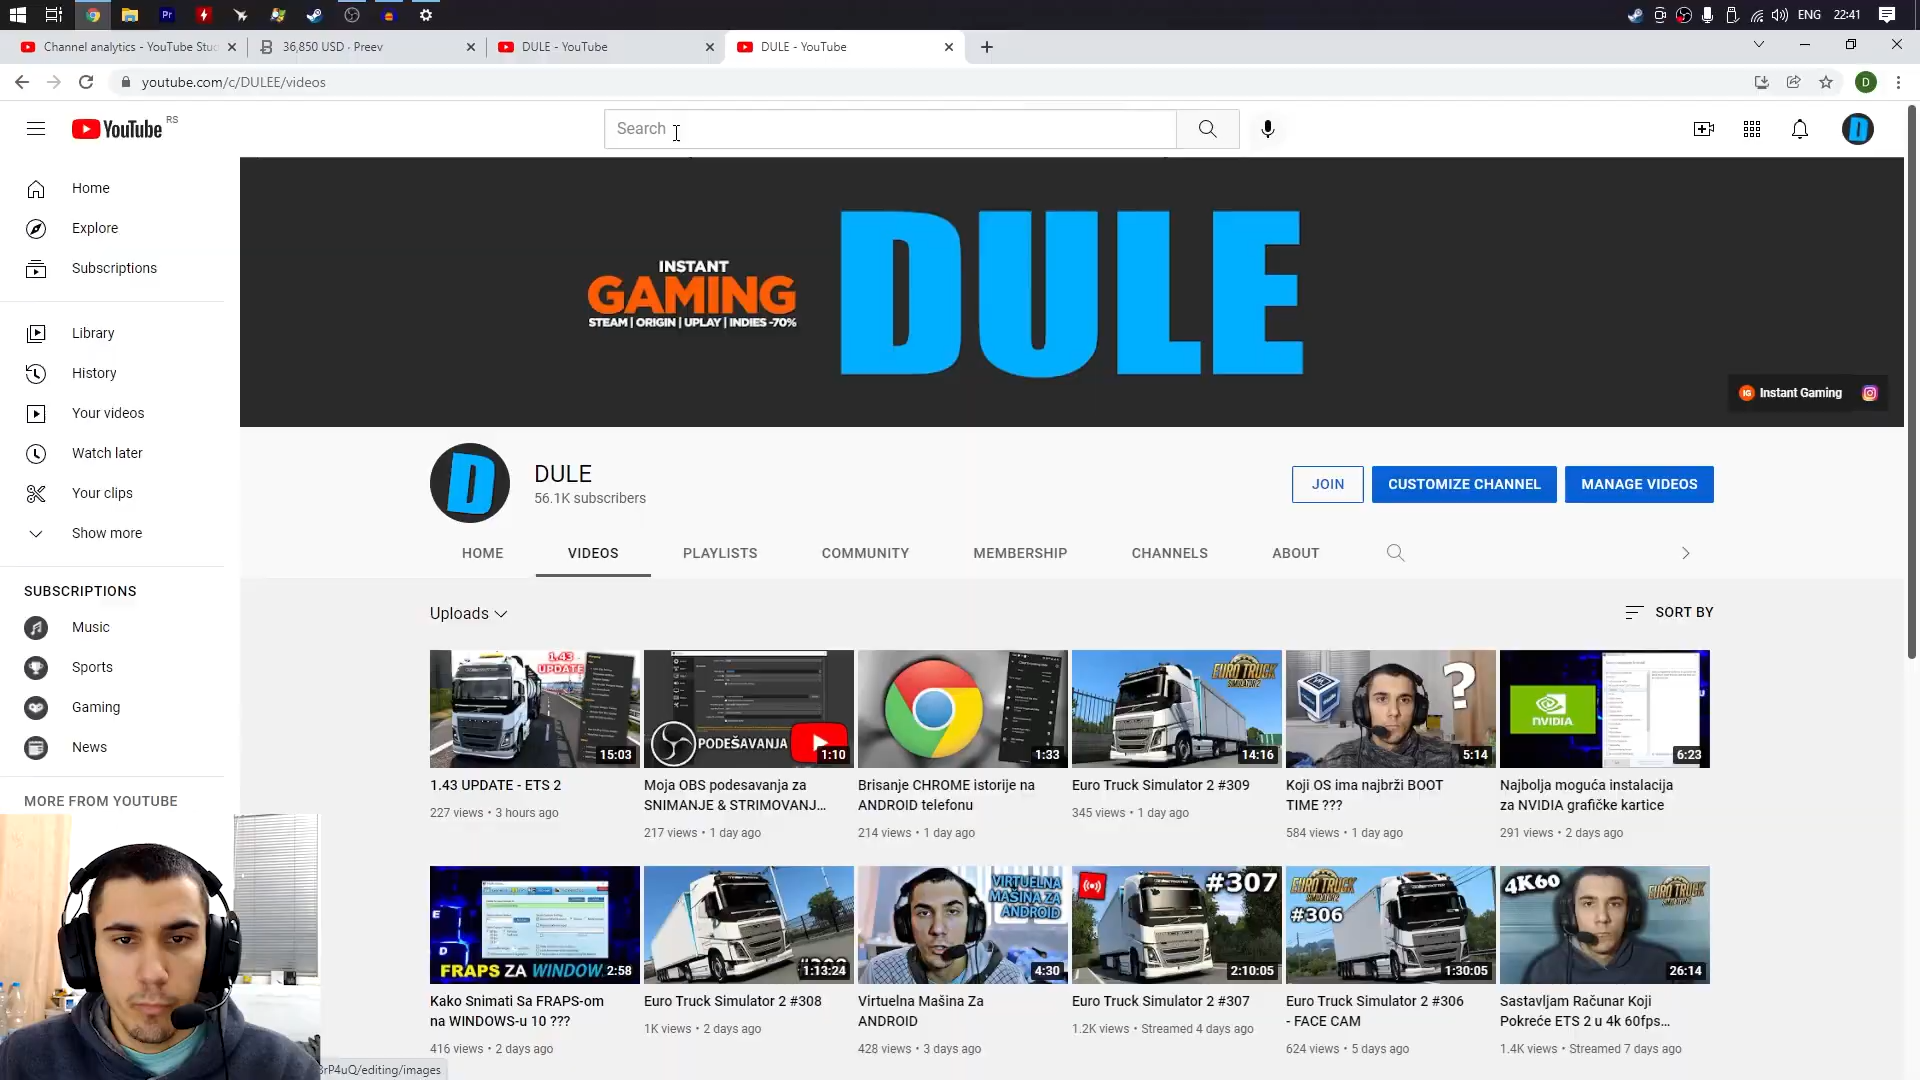 ENG
22:41
Channel analytics - YouTube Stu
36,850 USD - Preev
DULE - YouTube
DULE - YouTube
youtube.com/c/DULEE/videos
YouTube RS
Search
Home
Explore
Subscriptions
Library
History
Your videos
Watch later
Your clips
Show more
SUBSCRIPTIONS
Music
Sports
Gaming
News
MORE FROM YOUTUBE
INSTANT
GAMING
STEAM | ORIGIN | UPLAY | INDIES -70%
DULE
Instant Gaming
DULE
56.1K subscribers
JOIN
CUSTOMIZE CHANNEL
MANAGE VIDEOS
HOME
VIDEOS
PLAYLISTS
COMMUNITY
MEMBERSHIP
CHANNELS
ABOUT
Uploads
SORT BY
1.43
UPDATE
15:03
1.43 UPDATE - ETS 2
227 views • 3 hours ago
PODEŠAVANJA
1:10
Moja OBS podesavanja za
SNIMANJE & STRIMOVANJ...
217 views • 1 day ago
1:33
Brisanje CHROME istorije na
ANDROID telefonu
214 views • 1 day ago
EURO TRUCK
SIMULATOR 2
14:16
Euro Truck Simulator 2 #309
345 views • 1 day ago
?
5:14
Koji OS ima najbrži BOOT
TIME ???
584 views • 1 day ago
NVIDIA
6:23
Najbolja moguća instalacija
za NVIDIA grafičke kartice
291 views • 2 days ago
FRAPS ZA WINDOW
2:58
Kako Snimati Sa FRAPS-om
na WINDOWS-u 10 ???
416 views • 2 days ago
1:13:24
Euro Truck Simulator 2 #308
1K views • 2 days ago
VIRTUELNA
MAŠINA ZA
ANDROID
4:30
Virtuelna Mašina Za
ANDROID
428 views • 3 days ago
#307
2:10:05
Euro Truck Simulator 2 #307
1.2K views • Streamed 4 days ago
EURO TRUCK
SIMULATOR 2
#306
1:30:05
Euro Truck Simulator 2 #306
- FACE CAM
624 views • 5 days ago
4K60
EURO TRUCK
SIMULATOR 2
26:14
Sastavljam Računar Koji
Pokreće ETS 2 u 4k 60fps...
1.4K views • Streamed 7 days ago
rP4uQ/editing/images